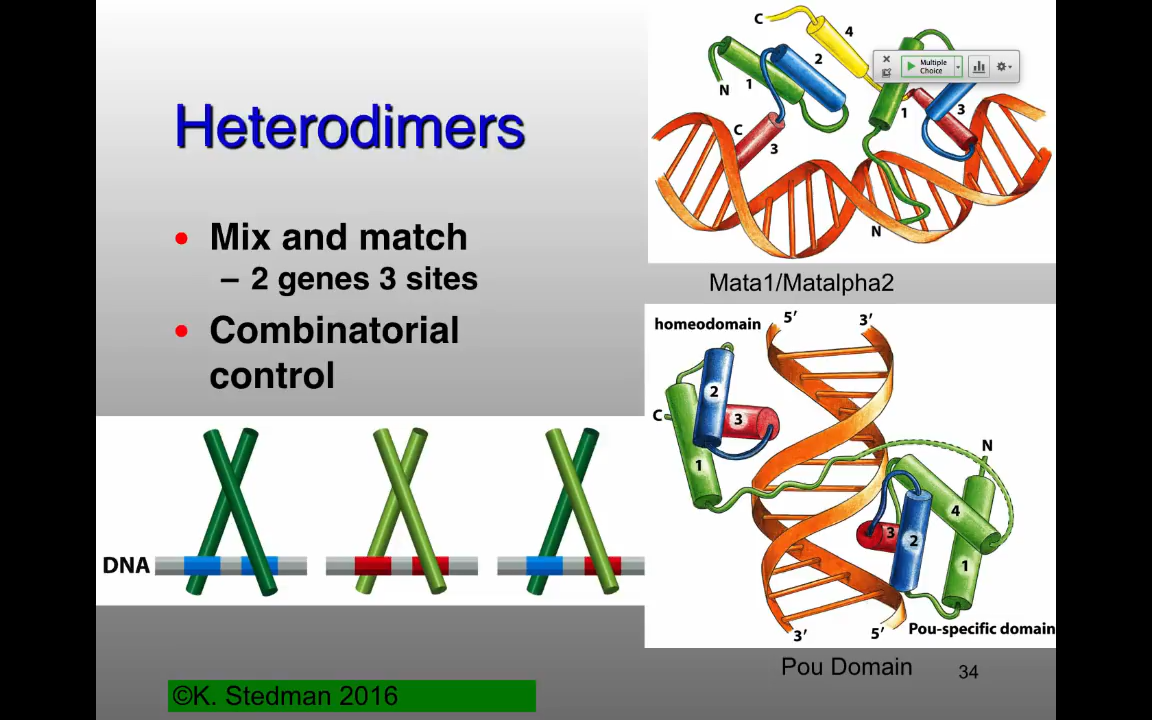 Heterodimers
Mix and match
– 2 genes 3 sites
Combinatorial
control
DNA
©K. Stedman 2016
C
4
2
N
1
Multiple
Choice
C
3
1
3
N
Mata1/Matalpha2
homeodomain
5′
3′
2
C
3
1
N
4
3
2
1
3′
5′
Pou-specific domain
Pou Domain
34